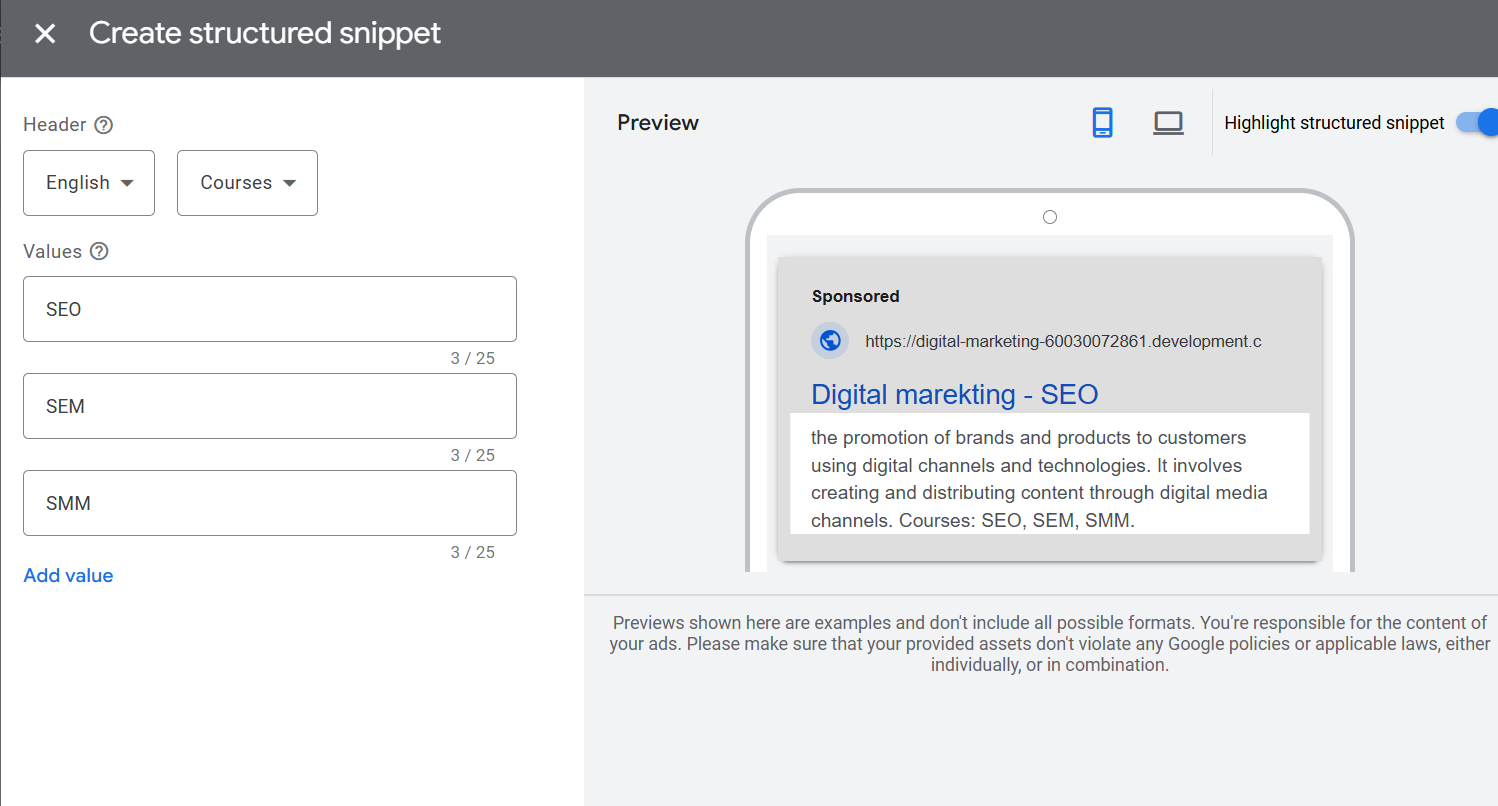 Create structured snippet
Header
English
Courses
Values
SEO
3 / 25
SEM
3 / 25
SMM
3 / 25
Add value
Preview
Highlight structured snippet
Sponsored
https://digital-marketing-60030072861.development.c
Digital marekting - SEO
the promotion of brands and products to customers
using digital channels and technologies. It involves
creating and distributing content through digital media
channels. Courses: SEO, SEM, SMM.
Previews shown here are examples and don't include all possible formats. You're responsible for the content of
your ads. Please make sure that your provided assets don't violate any Google policies or applicable laws, either
individually, or in combination.